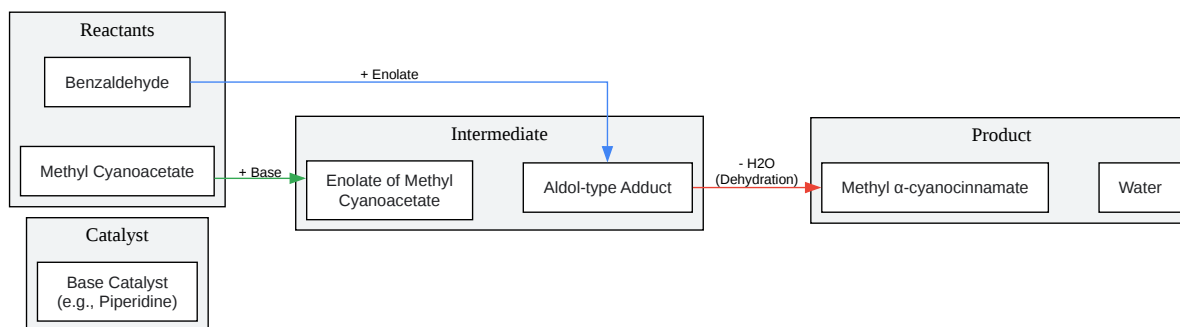 Reactants
Benzaldehyde
Methyl Cyanoacetate
Catalyst
Base Catalyst
(e.g., Piperidine)
+ Enolate
+ Base
Intermediate
Enolate of Methyl
Cyanoacetate
Aldol-type Adduct
- H2O
(Dehydration)
Product
Methyl α-cyanocinnamate
Water